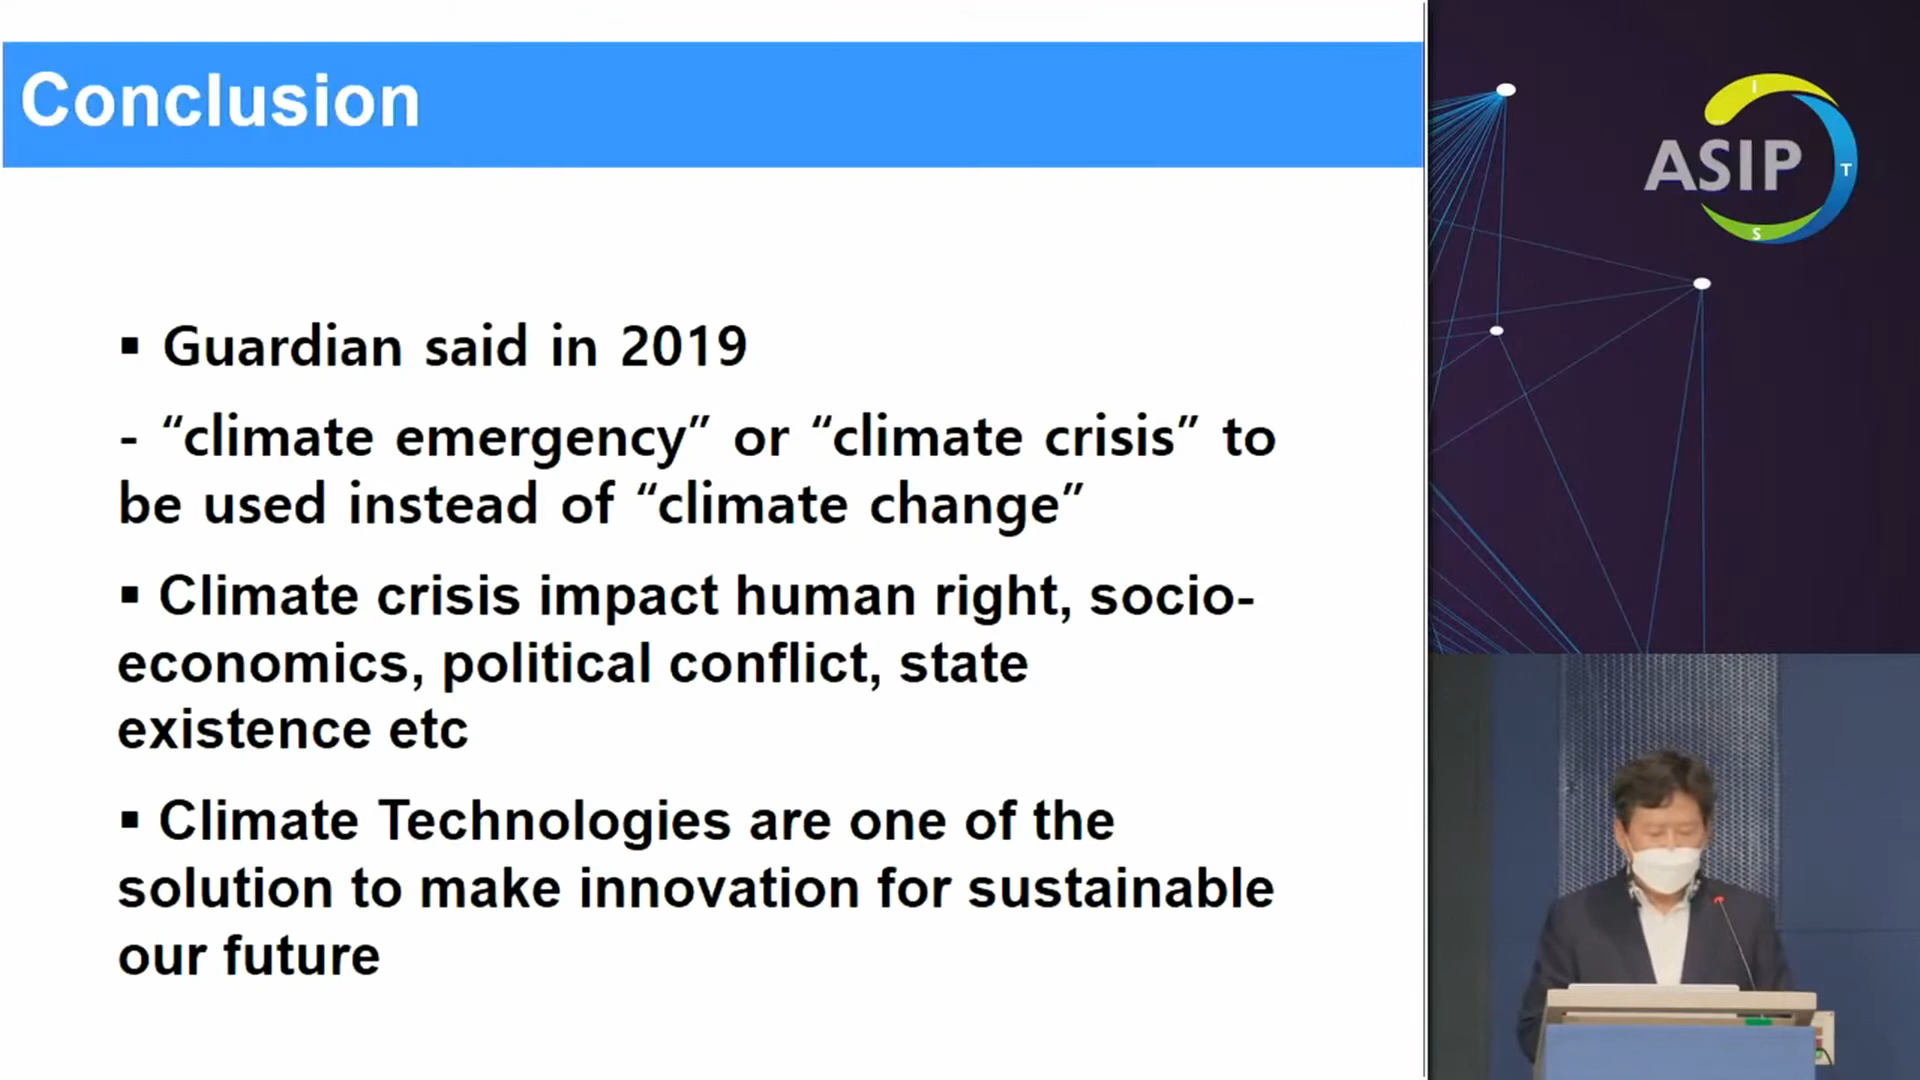 Conclusion
▪ Guardian said in 2019
- “climate emergency” or “climate crisis” to
be used instead of “climate change”
▪ Climate crisis impact human right, socio-
economics, political conflict, state
existence etc
▪ Climate Technologies are one of the
solution to make innovation for sustainable
our future
I
ASIP
T
S